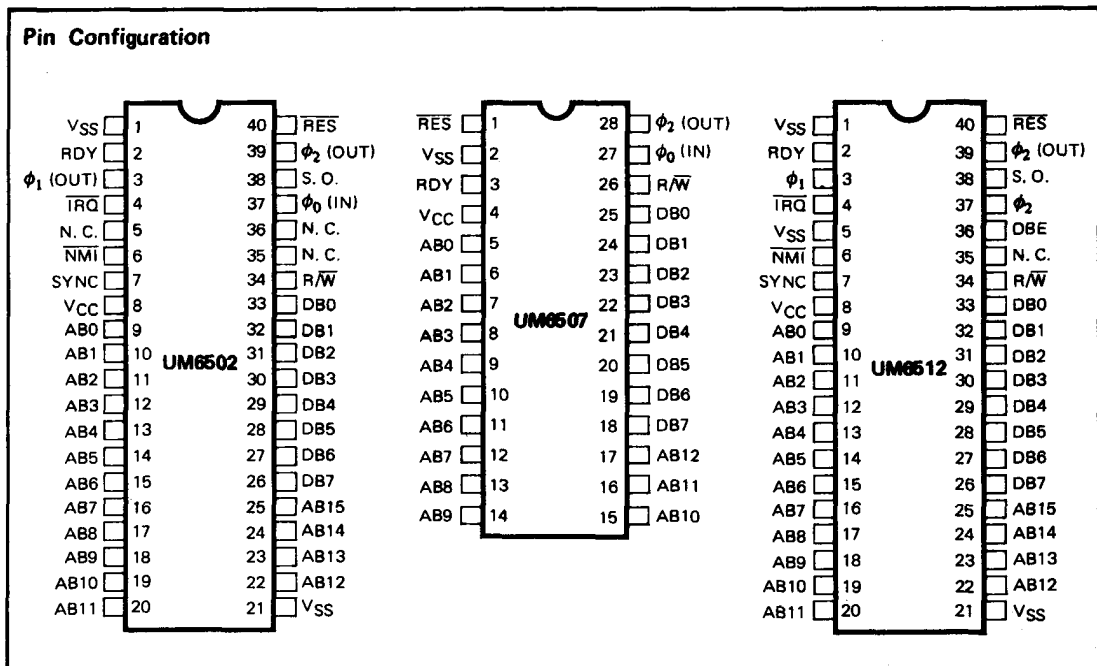 Pin Configuration
VSS 1 40 R̅E̅S̅
RDY 2 39 ϕ2 (OUT)
ϕ1 (OUT) 3 38 S. O.
I̅R̅Q̅ 4 37 ϕ0 (IN)
N. C. 5 36 N. C.
N̅M̅I̅ 6 35 N. C.
SYNC 7 34 R/W̅
VCC 8 33 DB0
AB0 9 32 DB1
AB1 10 31 DB2
UM6502
AB2 11 30 DB3
AB3 12 29 DB4
AB4 13 28 DB5
AB5 14 27 DB6
AB6 15 26 DB7
AB7 16 25 AB15
AB8 17 24 AB14
AB9 18 23 AB13
AB10 19 22 AB12
AB11 20 21 VSS
R̅E̅S̅ 1 28 ϕ2 (OUT)
VSS 2 27 ϕ0 (IN)
RDY 3 26 R/W̅
VCC 4 25 DB0
AB0 5 24 DB1
AB1 6 23 DB2
AB2 7 22 DB3
UM6507
AB3 8 21 DB4
AB4 9 20 DB5
AB5 10 19 DB6
AB6 11 18 DB7
AB7 12 17 AB12
AB8 13 16 AB11
AB9 14 15 AB10
VSS 1 40 R̅E̅S̅
RDY 2 39 ϕ2 (OUT)
ϕ1 3 38 S. O.
I̅R̅Q̅ 4 37 ϕ2
VSS 5 36 DBE
N̅M̅I̅ 6 35 N. C.
SYNC 7 34 R/W̅
VCC 8 33 DB0
AB0 9 32 DB1
AB1 10 31 DB2
UM6512
AB2 11 30 DB3
AB3 12 29 DB4
AB4 13 28 DB5
AB5 14 27 DB6
AB6 15 26 DB7
AB7 16 25 AB15
AB8 17 24 AB14
AB9 18 23 AB13
AB10 19 22 AB12
AB11 20 21 VSS